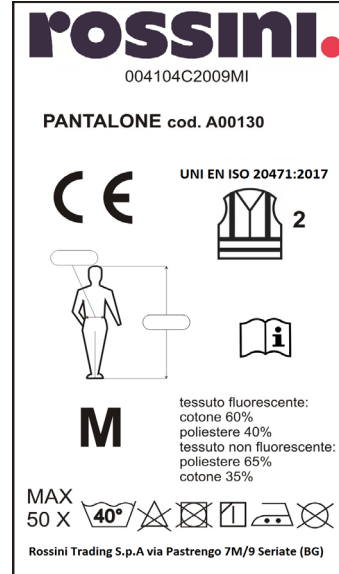 rossini.
004104C2009MI
PANTALONE cod. A00130
CE
UNI EN ISO 20471:2017
2
i
M
tessuto fluorescente:
cotone 60%
poliestere 40%
tessuto non fluorescente:
poliestere 65%
cotone 35%
MAX
50 X 40°
Rossini Trading S.p.A via Pastrengo 7M/9 Seriate (BG)